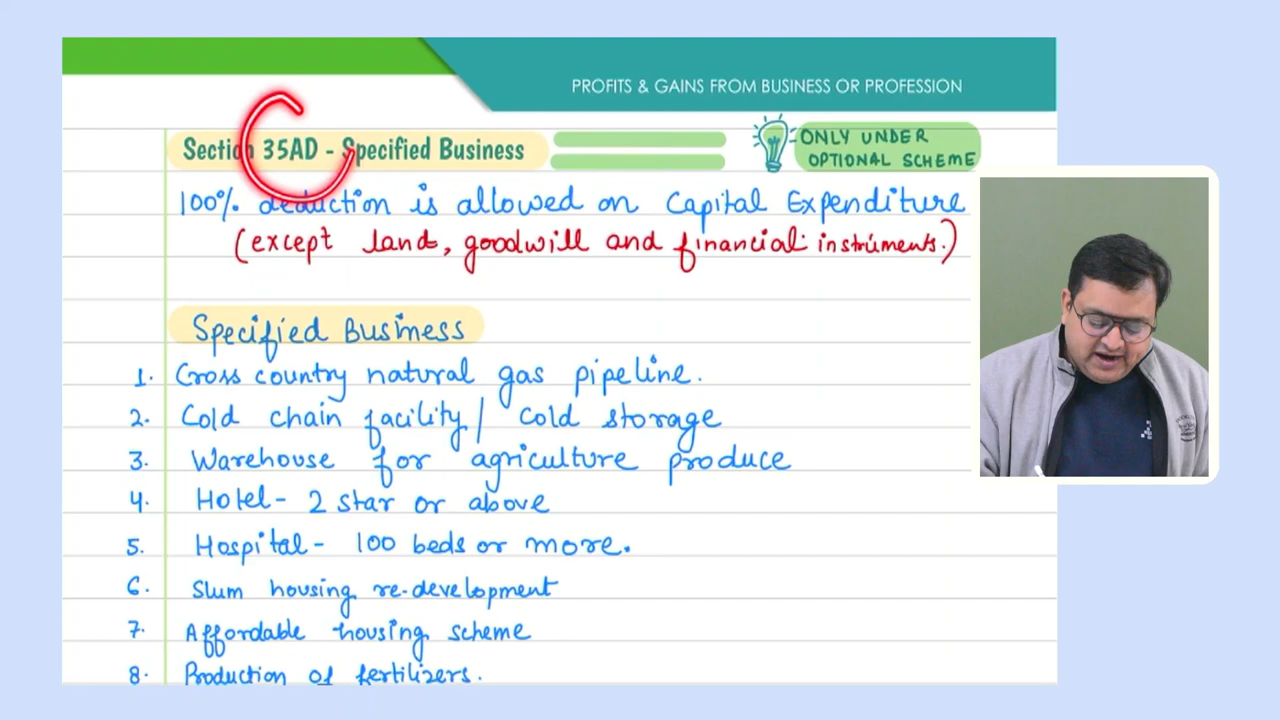 PROFITS & GAINS FROM BUSINESS OR PROFESSION
Section 35AD - Specified Business
ONLY UNDER
OPTIONAL SCHEME
100% deduction is allowed on Capital Expenditure
(except land, goodwill and financial instruments.)
Specified Business
1. Cross country natural gas pipeline.
2. Cold chain facility/ cold storage
3. Warehouse for agriculture produce
4. Hotel- 2 star or above
5. Hospital- 100 beds or more.
6. Slum housing re-development
7. Affordable housing scheme
8. Production of fertilizers.